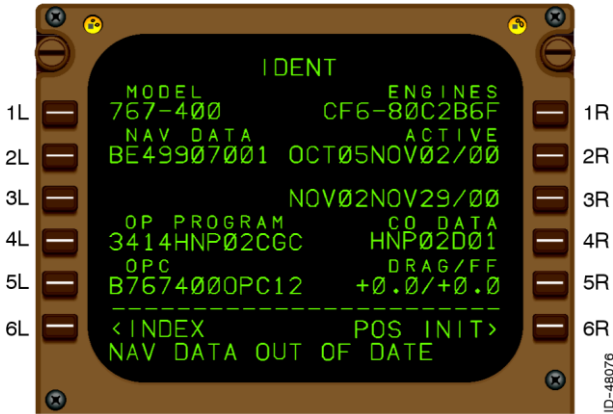 IDENT
MODEL ENGINES
1L 767-400 CF6-80C2B6F 1R
NAV DATA ACTIVE
2L BE49907001 OCT05NOV02/00 2R
3L NOV02NOV29/00 3R
OP PROGRAM CO DATA
4L 3414HNP02CGC HNP02D01 4R
OPC DRAG/FF
5L B767400OPC12 +0.0/+0.0 5R
--------------------------
6L <INDEX POS INIT> 6R
NAV DATA OUT OF DATE
ID-48076